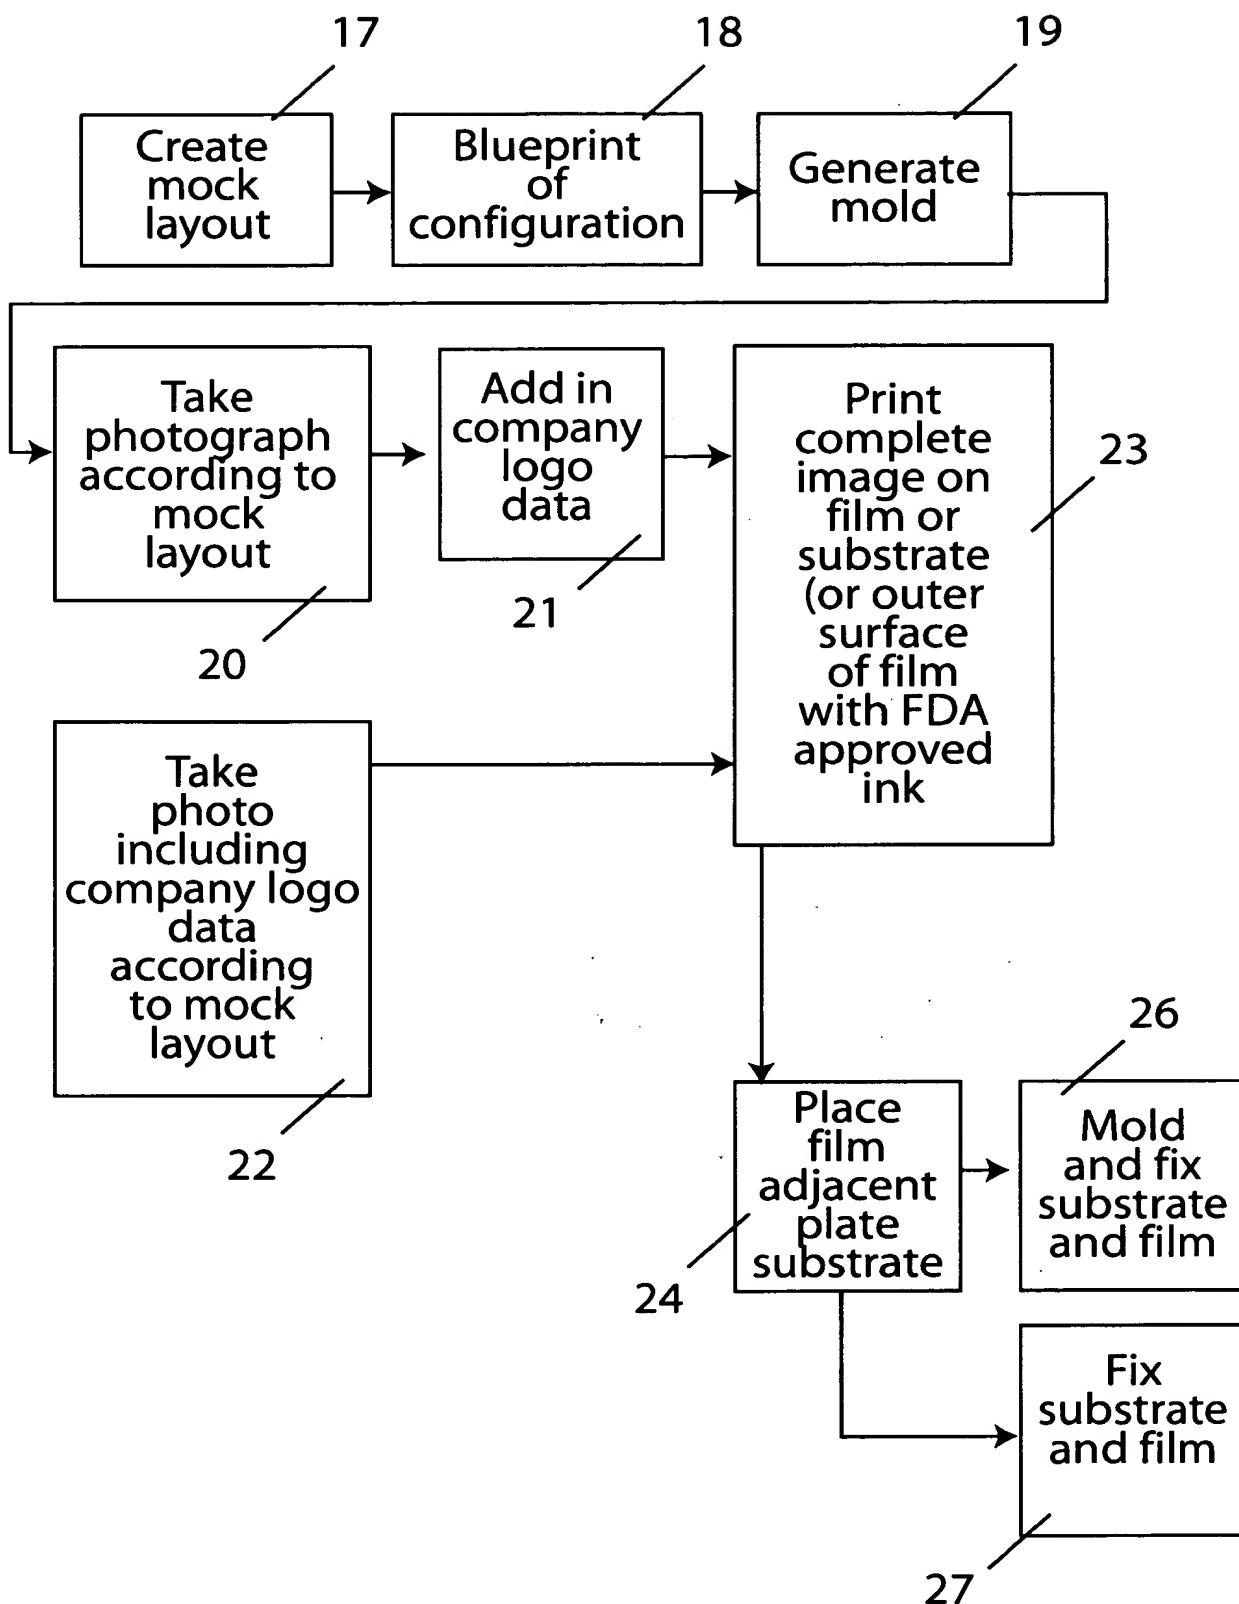 17
18
19
Create
mock
layout
Blueprint
of
configuration
Generate
mold
Take
photograph
according to
mock
layout
20
Add in
company
logo
data
21
Print
complete
image on
film or
substrate
(or outer
surface
of film
with FDA
approved
ink
23
Take
photo
including
company logo
data
according
to mock
layout
22
Place
film
adjacent
plate
substrate
24
26
Mold
and fix
substrate
and film
Fix
substrate
and film
27